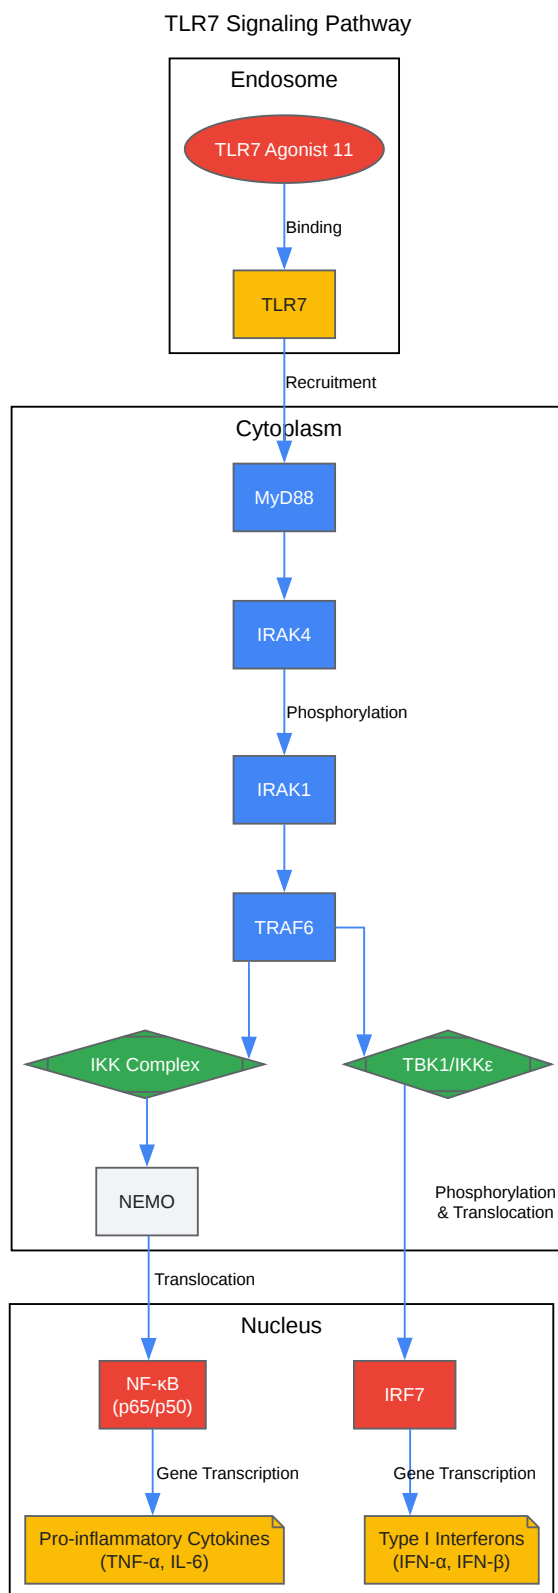 TLR7 Signaling Pathway
Endosome
TLR7 Agonist 11
Binding
TLR7
Recruitment
Cytoplasm
MyD88
IRAK4
Phosphorylation
IRAK1
TRAF6
IKK Complex
TBK1/IKKε
NEMO
Phosphorylation
& Translocation
Translocation
Nucleus
NF-κB
(p65/p50)
IRF7
Gene Transcription
Gene Transcription
Pro-inflammatory Cytokines
(TNF-α, IL-6)
Type I Interferons
(IFN-α, IFN-β)